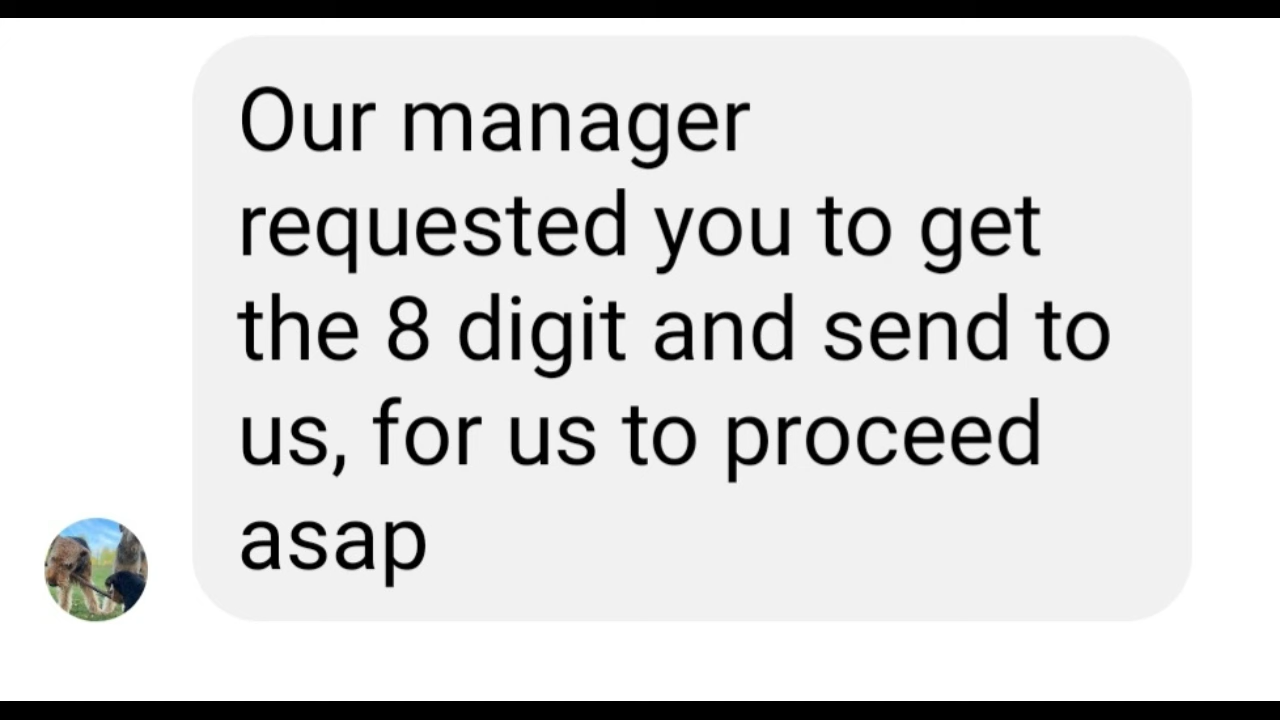 Our manager
requested you to get
the 8 digit and send to
us, for us to proceed
asap